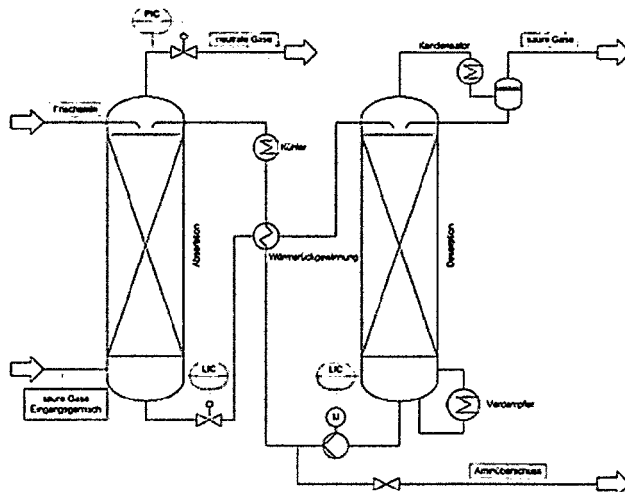 PIC
neutrale Gase
Kondensator
saure Gase
Frischamin
Kühler
Absorption
Wärmerückgewinnung
Desorption
LIC
LIC
saure Gase
Eingangsgemisch
M
Verdampfer
Aminüberschuss